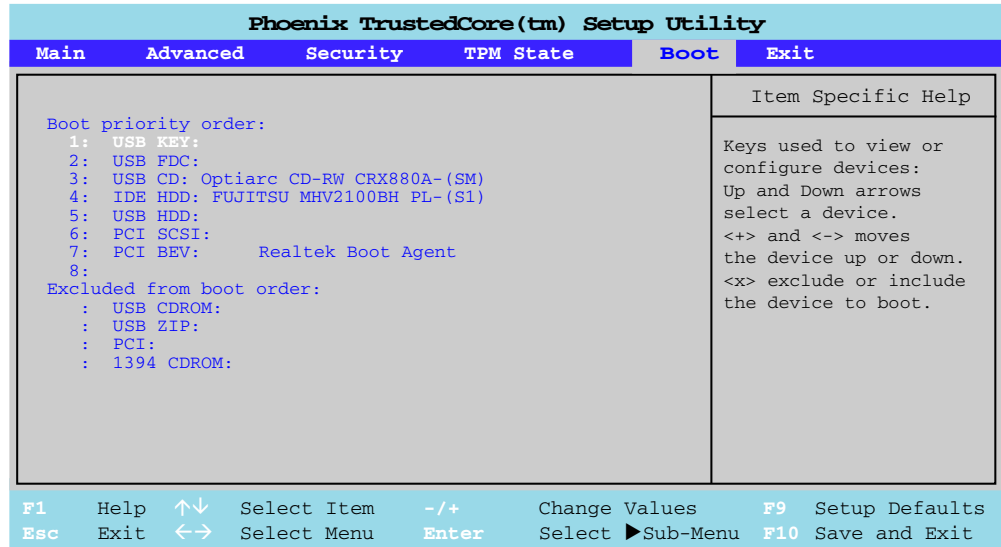 Phoenix TrustedCore(tm) Setup Utility
Main Advanced Security TPM State Boot Exit
Boot priority order:
1: USB KEY:
2: USB FDC:
3: USB CD: Optiarc CD-RW CRX880A-(SM)
4: IDE HDD: FUJITSU MHV2100BH PL-(S1)
5: USB HDD:
6: PCI SCSI:
7: PCI BEV: Realtek Boot Agent
8:
Excluded from boot order:
: USB CDROM:
: USB ZIP:
: PCI:
: 1394 CDROM:
Item Specific Help
Keys used to view or
configure devices:
Up and Down arrows
select a device.
<+> and <-> moves
the device up or down.
<x> exclude or include
the device to boot.
F1 Help ↑↓ Select Item -/+ Change Values F9 Setup Defaults
Esc Exit ←→ Select Menu Enter Select ▶Sub-Menu F10 Save and Exit